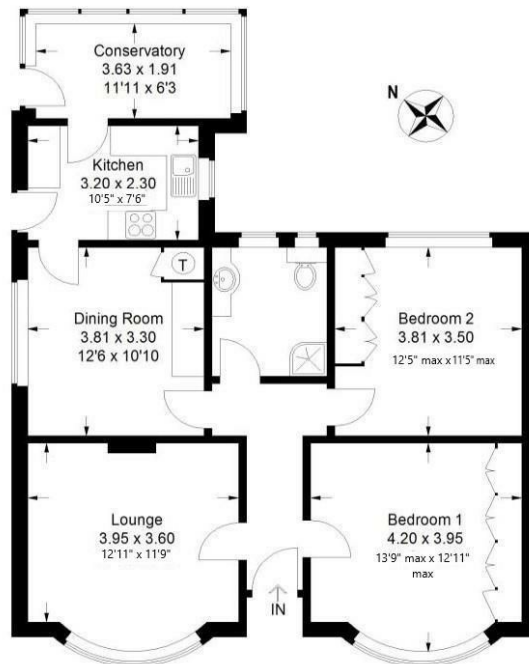 Conservatory
3.63 x 1.91
11'11 x 6'3
N
Kitchen
3.20 x 2.30
10'5" x 7'6"
T
Dining Room
3.81 x 3.30
12'6 x 10'10
Bedroom 2
3.81 x 3.50
12'5" max x 11'5" max
Lounge
3.95 x 3.60
12'11" x 11'9"
Bedroom 1
4.20 x 3.95
13'9" max x 12'11"
max
IN